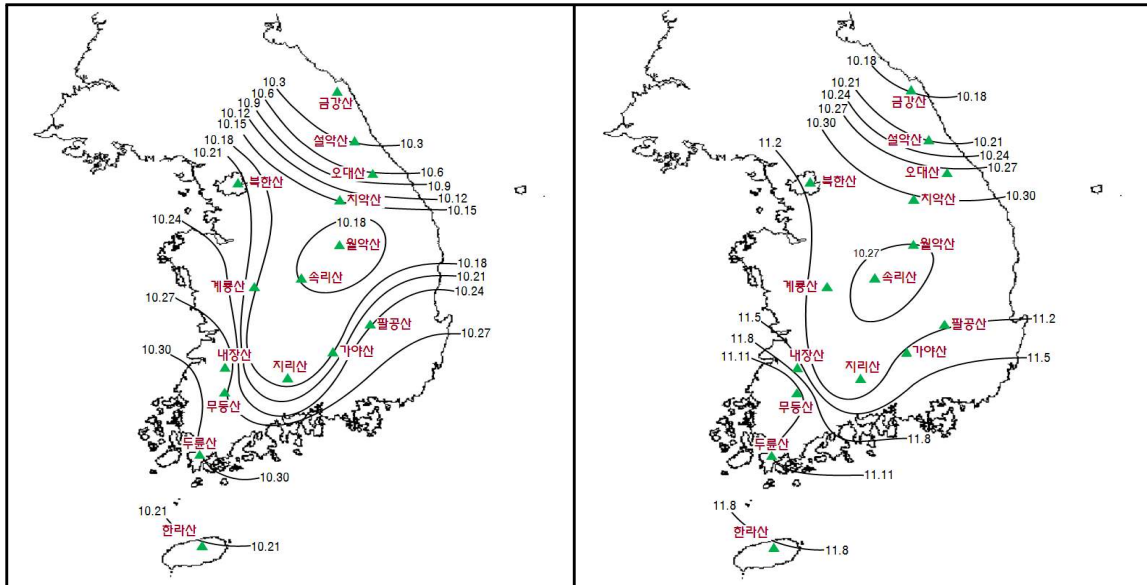 10.3
10.6
10.9
10.12
10.15
10.18
10.21
금강산
설악산
10.3
오대산
10.6
10.9
북한산
치악산
10.12
10.15
10.24
10.18
월악산
속리산
10.18
10.21
10.24
계룡산
10.27
팔공산
10.27
10.30
내장산
가야산
지리산
무등산
두륜산
10.30
10.21
한라산
10.21
10.18
10.21
10.24
10.27
10.30
11.2
금강산
10.18
설악산
10.21
10.24
오대산
10.27
북한산
치악산
10.30
월악산
10.27
속리산
계룡산
11.5
11.8
11.11
팔공산
11.2
내장산
가야산
11.5
지리산
무등산
두륜산
11.8
11.11
11.8
한라산
11.8